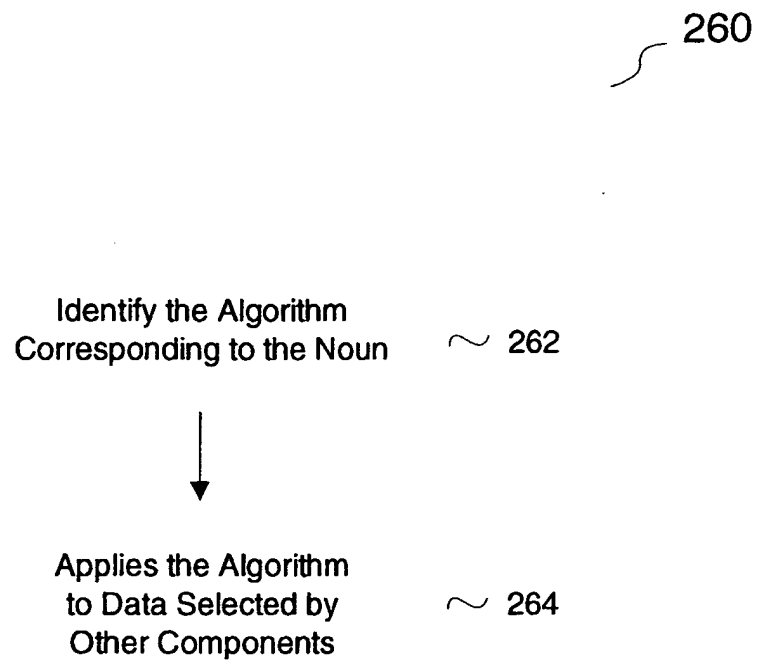 260
Identify the Algorithm
Corresponding to the Noun
262
Applies the Algorithm
to Data Selected by
Other Components
264